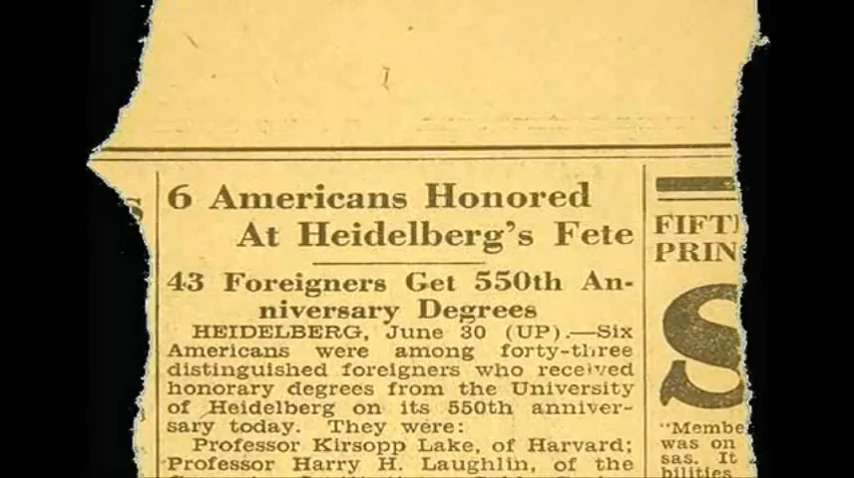 6 Americans Honored
At Heidelberg's Fete
43 Foreigners Get 550th An-
niversary Degrees
HEIDELBERG, June 30 (UP).—Six
Americans were among forty-three
distinguished foreigners who received
honorary degrees from the University
of Heidelberg on its 550th anniver-
sary today. They were:
Professor Kirsopp Lake, of Harvard;
Professor Harry H. Laughlin, of the
FIFT
PRIN
S
"Membe
was on
sas. It
bilities